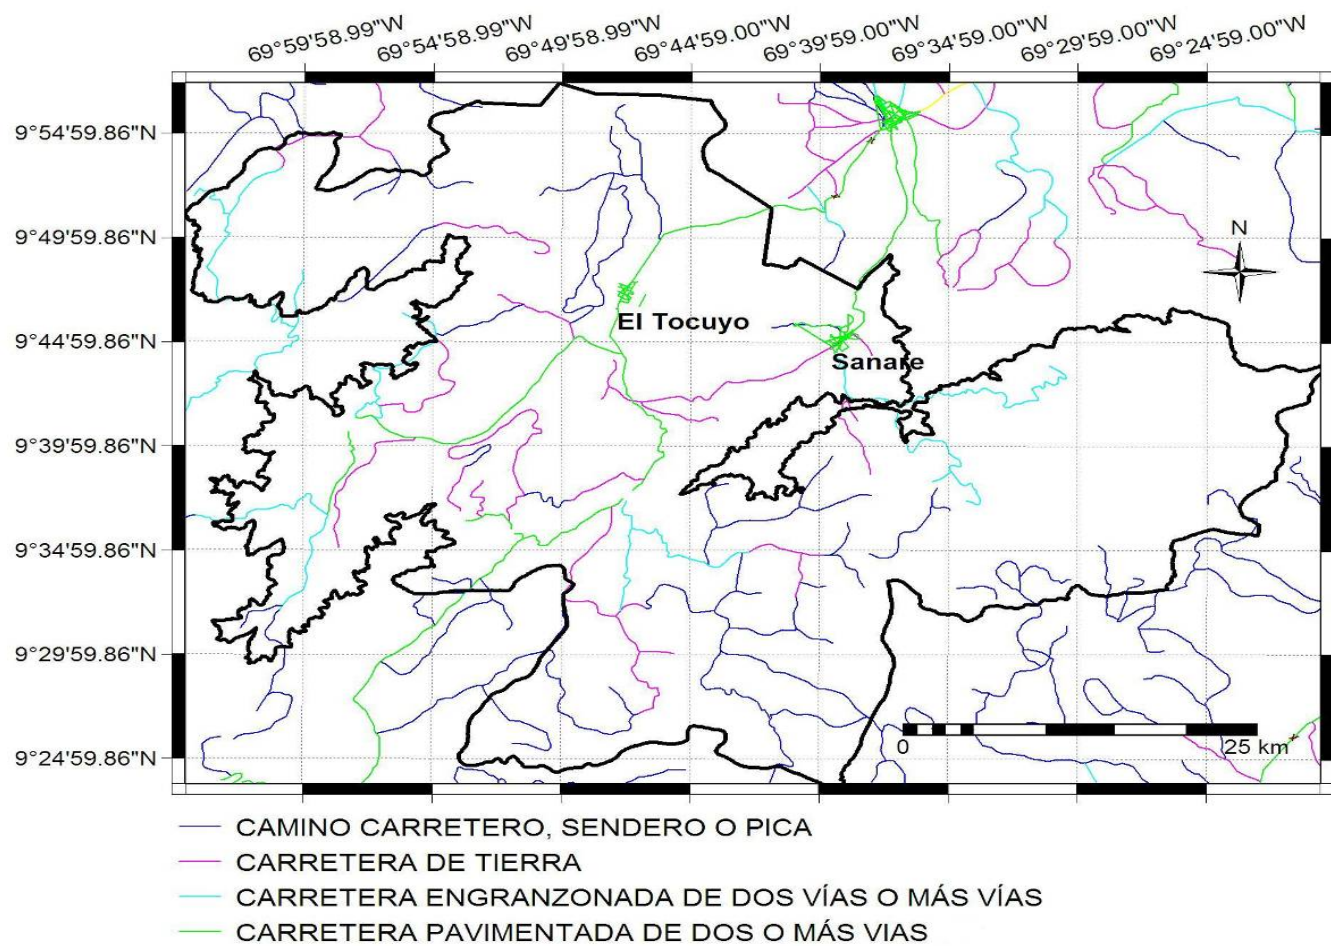 69°59'58.99"W 69°54'58.99"W 69°49'58.99"W 69°44'59.00"W 69°39'59.00"W 69°34'59.00"W 69°29'59.00"W 69°24'59.00"W
9°54'59.86"N
9°49'59.86"N
N
El Tocuyo
9°44'59.86"N
Sanare
9°39'59.86"N
9°34'59.86"N
9°29'59.86"N
9°24'59.86"N
0 25 km
CAMINO CARRETERO, SENDERO O PICA
CARRETERA DE TIERRA
CARRETERA ENGRANZONADA DE DOS VÍAS O MÁS VÍAS
CARRETERA PAVIMENTADA DE DOS O MÁS VIAS